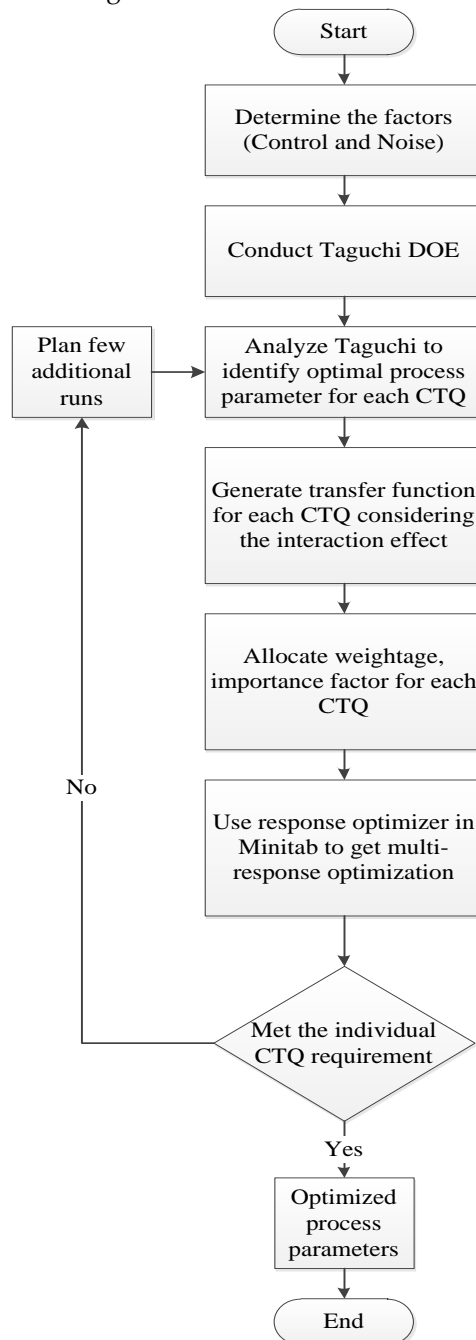 Start
Determine the factors
(Control and Noise)
Conduct Taguchi DOE
Plan few
additional
runs
Analyze Taguchi to
identify optimal process
parameter for each CTQ
Generate transfer function
for each CTQ considering
the interaction effect
Allocate weightage,
importance factor for each
CTQ
No
Use response optimizer in
Minitab to get multi-
response optimization
Met the individual
CTQ requirement
Yes
Optimized
process
parameters
End